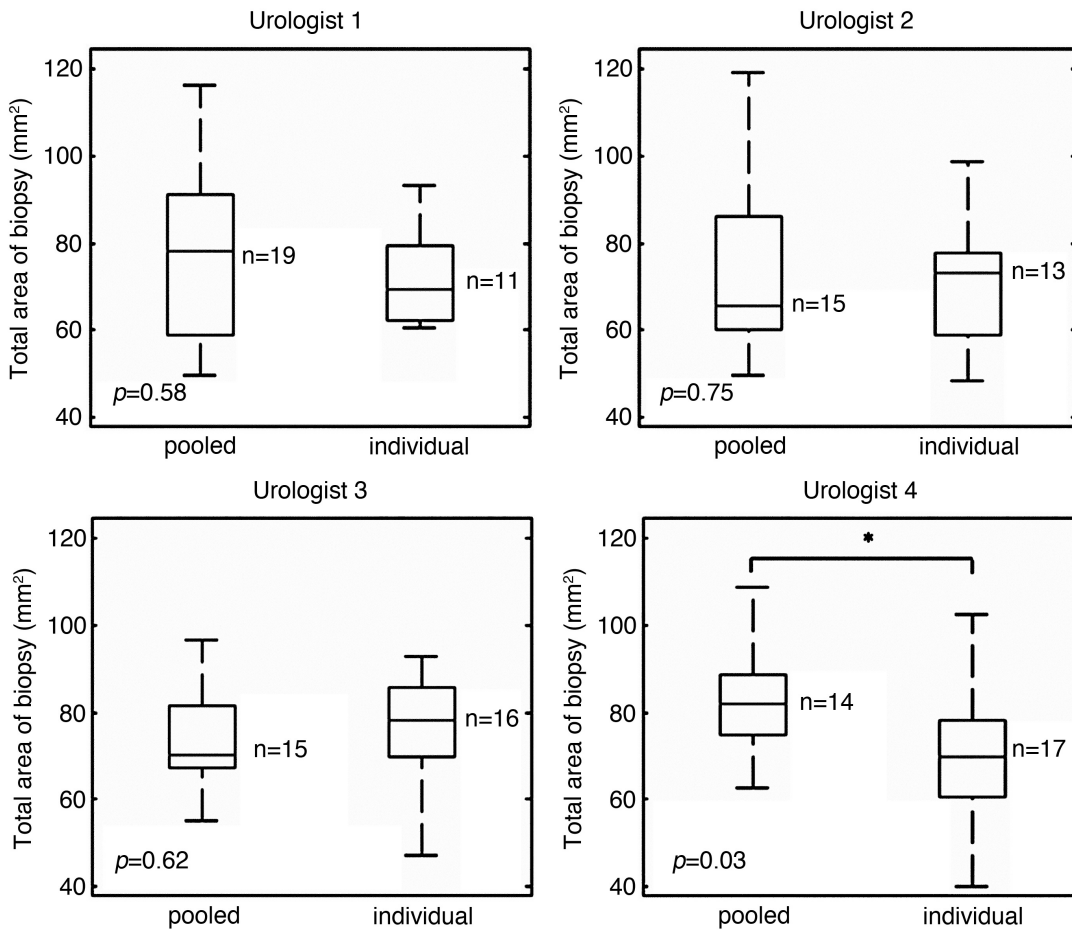 Urologist 1
Total area of biopsy (mm²)
120
100
80
60
40
n=19
n=11
p=0.58
pooled
individual
Urologist 2
Total area of biopsy (mm²)
120
100
80
60
40
n=15
n=13
p=0.75
pooled
individual
Urologist 3
Total area of biopsy (mm²)
120
100
80
60
40
n=15
n=16
p=0.62
pooled
individual
Urologist 4
Total area of biopsy (mm²)
120
100
80
60
40
*
n=14
n=17
p=0.03
pooled
individual